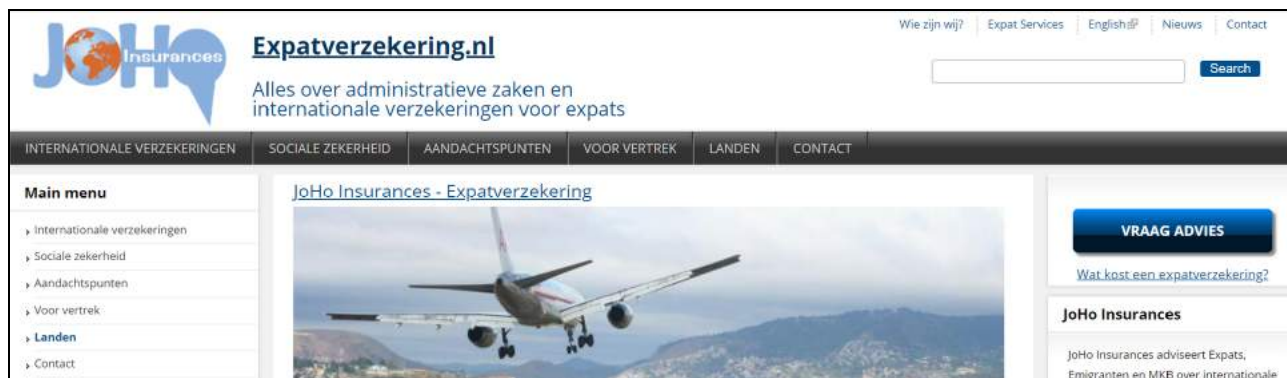 JoHo Insurances
Expatverzekering.nl
Alles over administratieve zaken en
internationale verzekeringen voor expats
Wie zijn wij? Expat Services English Nieuws Contact
Search
INTERNATIONALE VERZEKERINGEN SOCIALE ZEKERHEID AANDACHTSPUNTEN VOOR VERTREK LANDEN CONTACT
Main menu
Internationale verzekeringen
Sociale zekerheid
Aandachtspunten
Voor vertrek
Landen
Contact
JoHo Insurances - Expatverzekering
VRAAG ADVIES
Wat kost een expatverzekering?
JoHo Insurances
JoHo Insurances adviseert Expats,
Emigranten en MKB over internationale